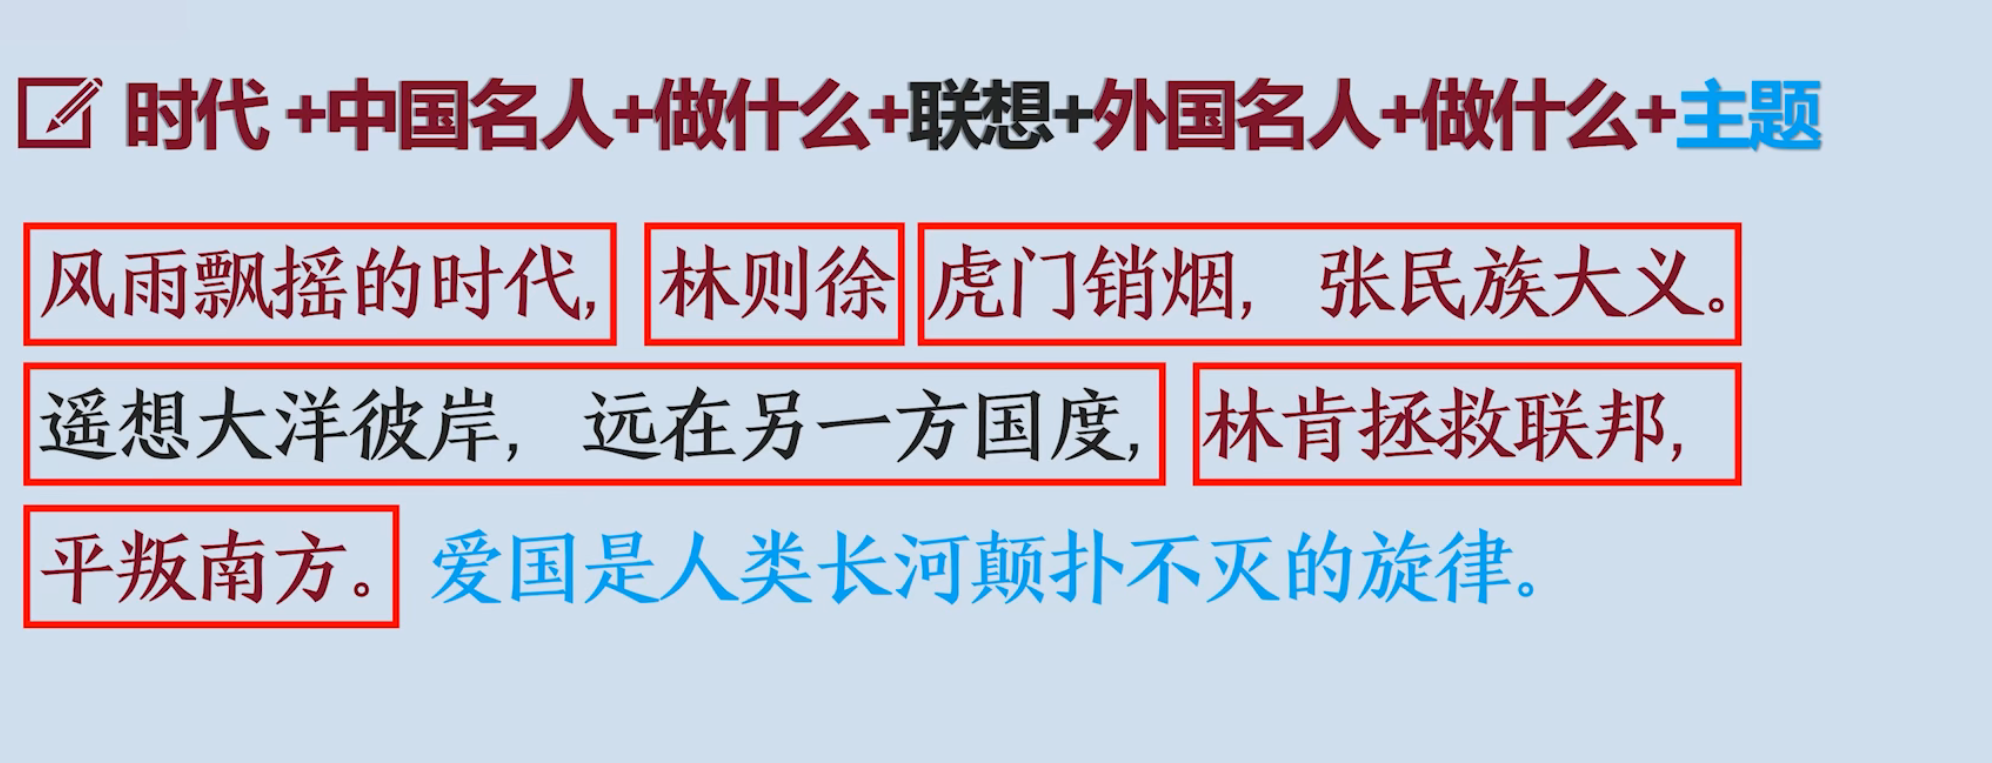 时代 +中国名人+做什么+联想+外国名人+做什么+主题
风雨飘摇的时代, 林则徐 虎门销烟, 张民族大义。
遥想大洋彼岸, 远在另一方国度, 林肯拯救联邦,
平叛南方。 爱国是人类长河颠扑不灭的旋律。